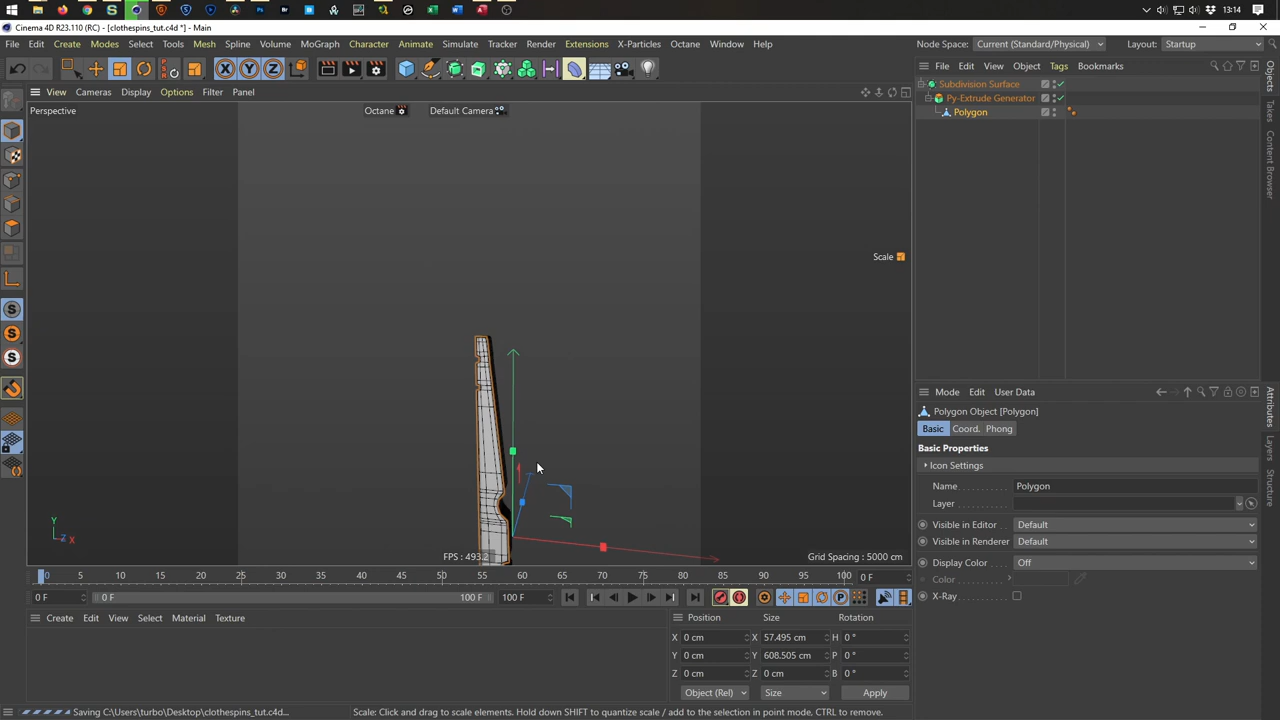 13:14
Cinema 4D R23.110 (RC) - [clothespins_tut.c4d *] - Main
File Edit Create Modes Select Tools Mesh Spline Volume MoGraph Character Animate Simulate Tracker Render Extensions X-Particles Octane Window Help
Node Space: Current (Standard/Physical) Layout: Startup
X Y Z
View Cameras Display Options Filter Panel
Perspective
Octane
Default Camera
Scale
FPS : 493.2
Grid Spacing : 5000 cm
Y
Z X
File Edit View Object Tags Bookmarks
Subdivision Surface
Py-Extrude Generator
Polygon
Objects
Takes
Content Browser
Mode Edit User Data
Polygon Object [Polygon]
Basic Coord. Phong
Basic Properties
Icon Settings
Name Polygon
Layer
Visible in Editor Default
Visible in Renderer Default
Display Color Off
Color
X-Ray
Attributes
Layers
Structure
0 5 10 15 20 25 30 35 40 45 50 55 60 65 70 75 80 85 90 95 100 0 F
0 F 0 F 100 F 100 F
Create Edit View Select Material Texture
Position Size Rotation
X 0 cm X 57.495 cm H 0 °
Y 0 cm Y 608.505 cm P 0 °
Z 0 cm Z 0 cm B 0 °
Object (Rel) Size Apply
Saving C:\Users\turbo\Desktop\clothespins_tut.c4d...
Scale: Click and drag to scale elements. Hold down SHIFT to quantize scale / add to the selection in point mode, CTRL to remove.